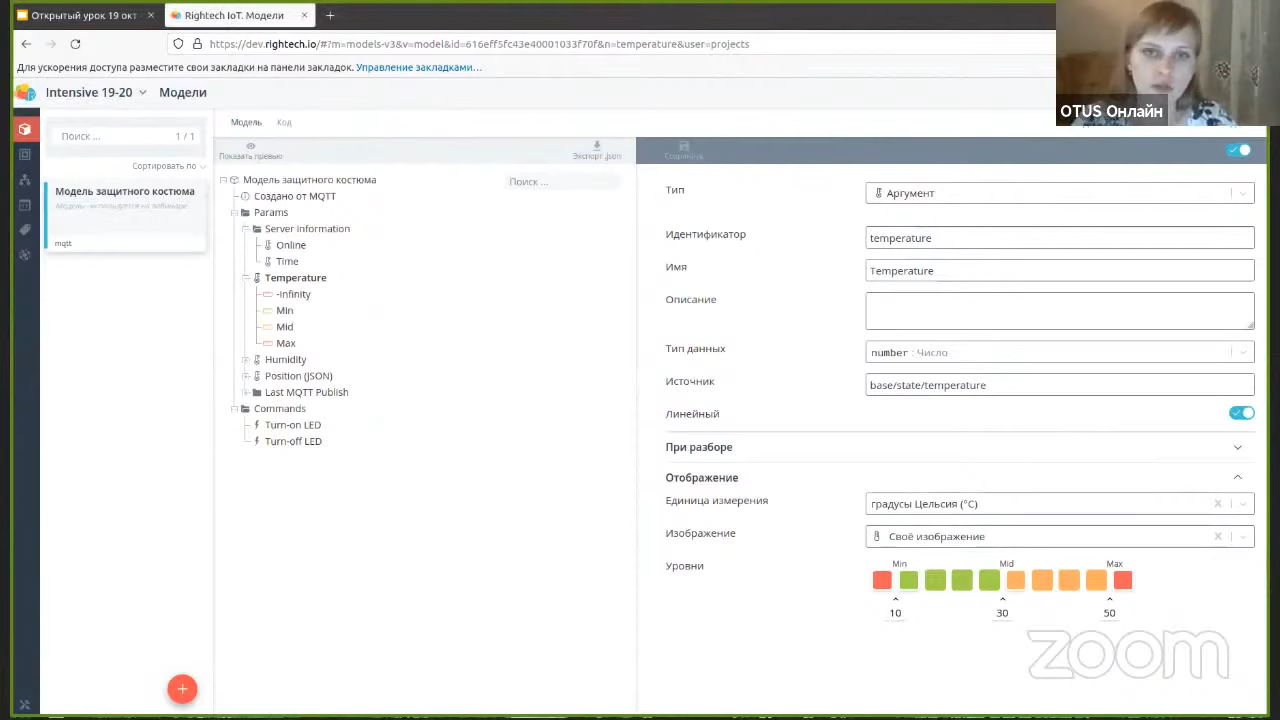 Открытый урок 19 окт
Rightech IoT. Модели
https://dev.rightech.io/#?m=models-v3&v=model&id=616eff5fc43e40001033f70f&n=temperature&user=projects
Для ускорения доступа разместите свои закладки на панели закладок. Управление закладками…
OTUS Онлайн
Intensive 19-20
Модели
Поиск ...
1 / 1
Сортировать по
Модель защитного костюма
Модель используется на вебинаре
mqtt
Модель
Код
Показать превью
Экспорт .json
Поиск ...
Модель защитного костюма
Создано от MQTT
Params
Server information
Online
Time
Temperature
-Infinity
Min
Mid
Max
Humidity
Position (JSON)
Last MQTT Publish
Commands
Turn-on LED
Turn-off LED
Сохранить
Тип
Аргумент
Идентификатор
temperature
Имя
Temperature
Описание
Тип данных
number : Число
Источник
base/state/temperature
Линейный
При разборе
Отображение
Единица измерения
градусы Цельсия (°C)
Изображение
Своё изображение
Уровни
Min Mid Max
10 30 50
zoom